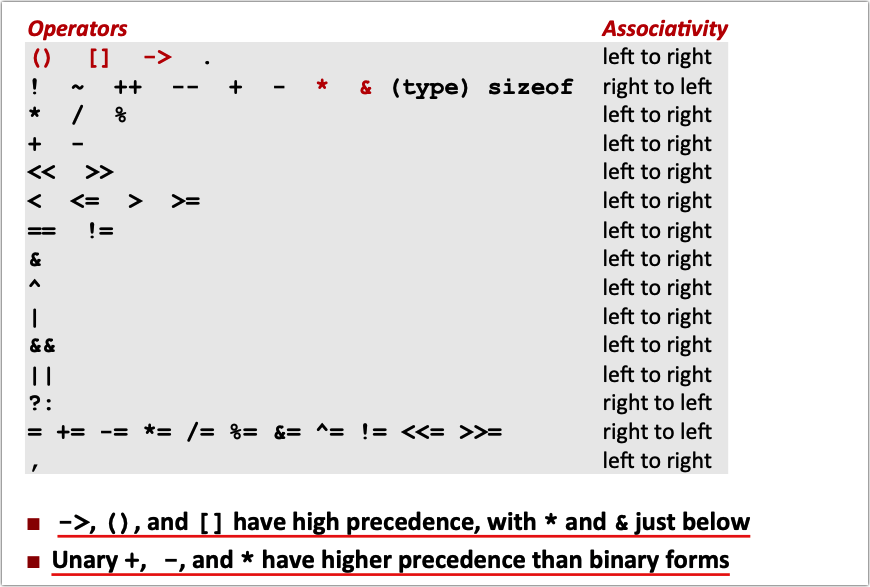 Operators Associativity
() [] -> . left to right
! ~ ++ -- + - * & (type) sizeof right to left
* / % left to right
+ - left to right
<< >> left to right
< <= > >= left to right
== != left to right
& left to right
^ left to right
| left to right
&& left to right
|| left to right
?: right to left
= += -= *= /= %= &= ^= != <<= >>= right to left
, left to right
■ ->, (), and [] have high precedence, with * and & just below
■ Unary +, -, and * have higher precedence than binary forms